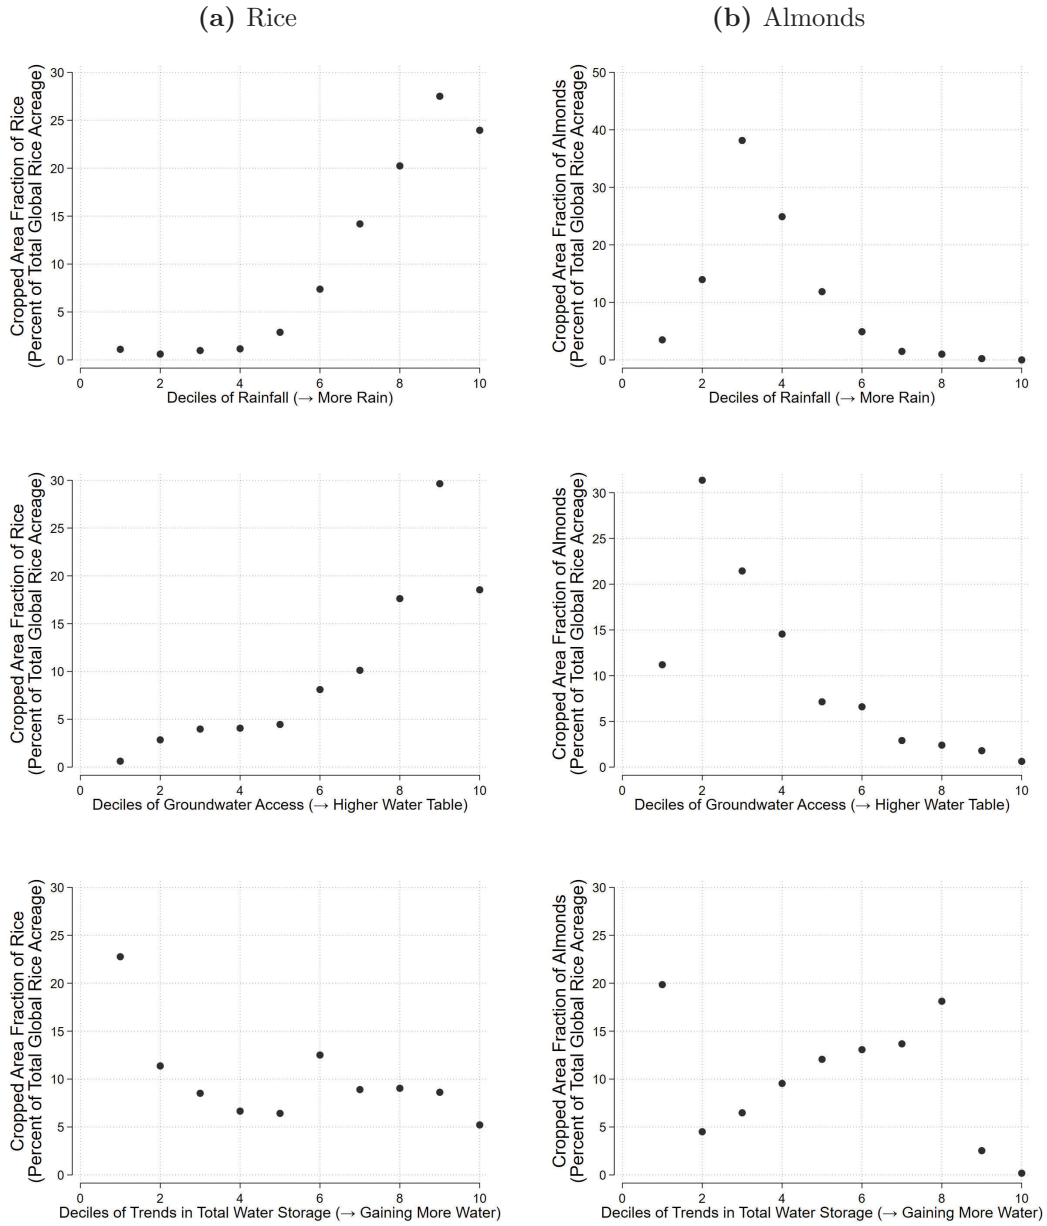 (a) Rice
Cropped Area Fraction of Rice
(Percent of Total Global Rice Acreage)
30
25
20
15
10
5
0
0 2 4 6 8 10
Deciles of Rainfall (→ More Rain)
(b) Almonds
Cropped Area Fraction of Almonds
(Percent of Total Global Rice Acreage)
50
40
30
20
10
0
0 2 4 6 8 10
Deciles of Rainfall (→ More Rain)
Cropped Area Fraction of Rice
(Percent of Total Global Rice Acreage)
30
25
20
15
10
5
0
0 2 4 6 8 10
Deciles of Groundwater Access (→ Higher Water Table)
Cropped Area Fraction of Almonds
(Percent of Total Global Rice Acreage)
30
25
20
15
10
5
0
0 2 4 6 8 10
Deciles of Groundwater Access (→ Higher Water Table)
Cropped Area Fraction of Rice
(Percent of Total Global Rice Acreage)
30
25
20
15
10
5
0
0 2 4 6 8 10
Deciles of Trends in Total Water Storage (→ Gaining More Water)
Cropped Area Fraction of Almonds
(Percent of Total Global Rice Acreage)
30
25
20
15
10
5
0
0 2 4 6 8 10
Deciles of Trends in Total Water Storage (→ Gaining More Water)